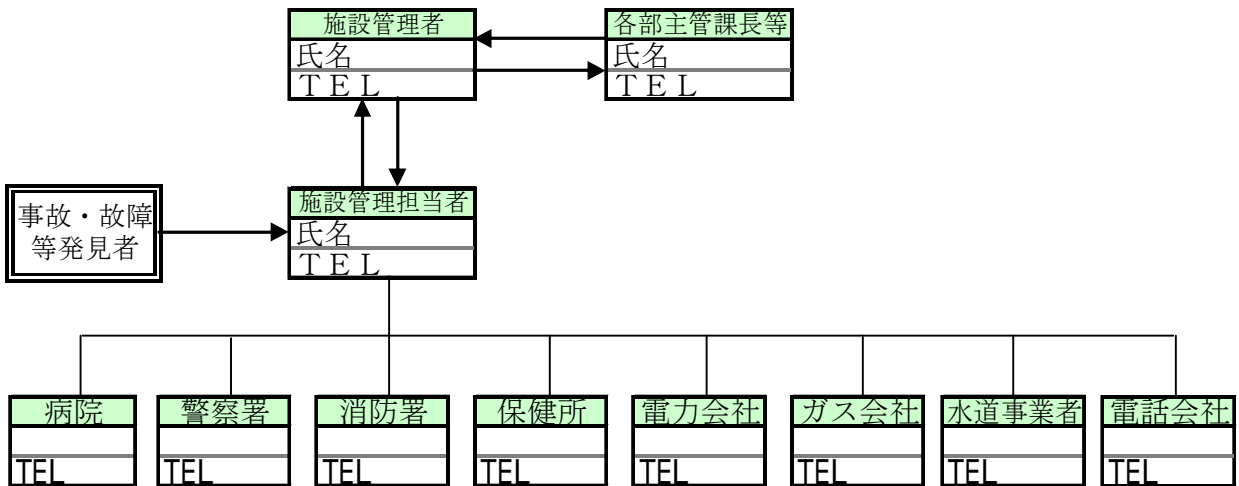 施設管理者
氏名
ＴＥＬ
各部主管課長等
氏名
ＴＥＬ
事故・故障
等発見者
施設管理担当者
氏名
ＴＥＬ
病院
TEL
警察署
TEL
消防署
TEL
保健所
TEL
電力会社
TEL
ガス会社
TEL
水道事業者
TEL
電話会社
TEL